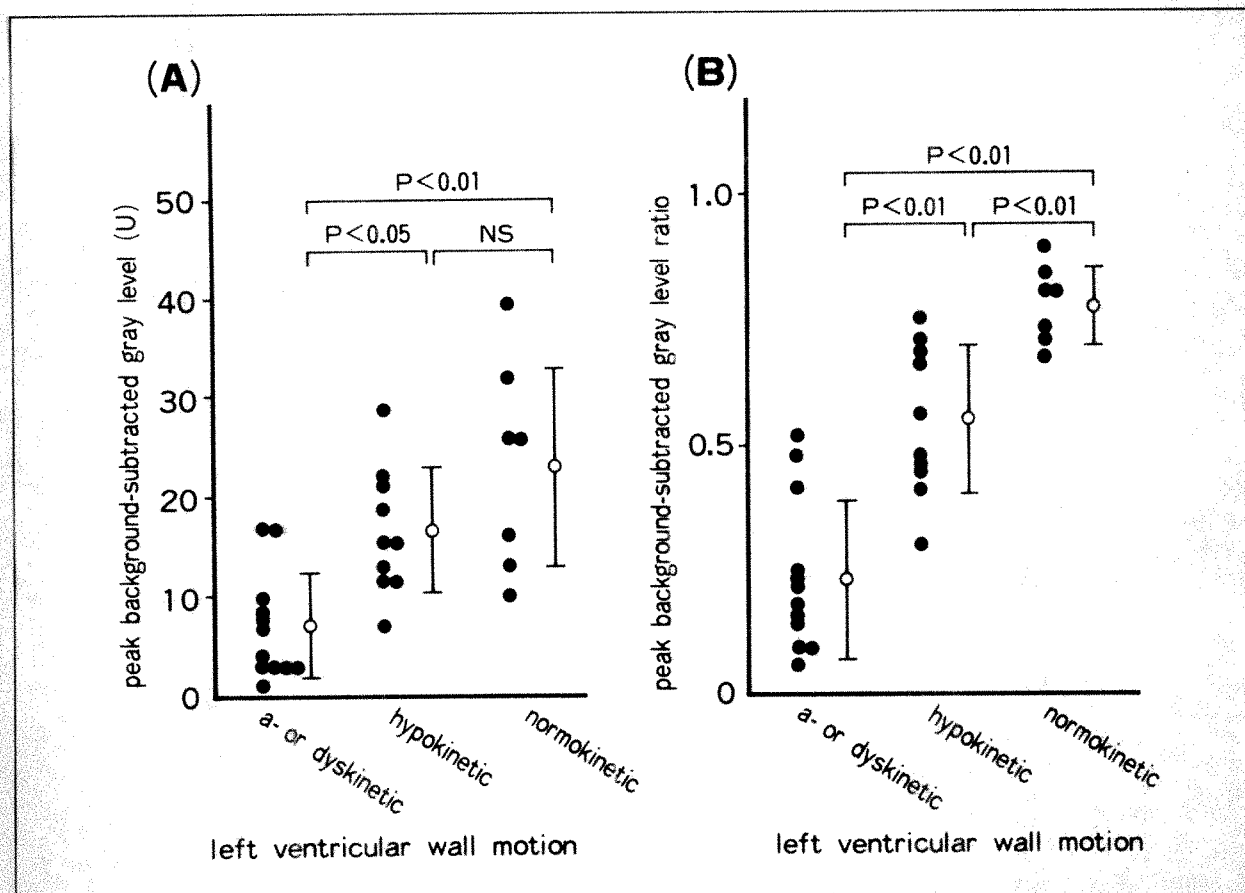 (A)
peak background-subtracted gray level (U)
50
40
30
20
10
0
P<0.01
P<0.05
NS
a- or dyskinetic
hypokinetic
normokinetic
left ventricular wall motion
(B)
peak background-subtracted gray level ratio
1.0
0.5
0
P<0.01
P<0.01
P<0.01
a- or dyskinetic
hypokinetic
normokinetic
left ventricular wall motion